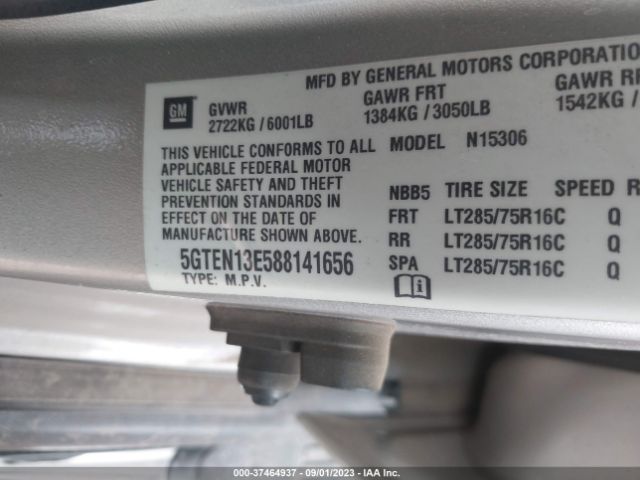 MFD BY GENERAL MOTORS CORPORATIO
GM
GVWR GAWR FRT GAWR
2722KG / 6001LB 1384KG / 3050LB 1542KG /
THIS VEHICLE CONFORMS TO ALL
APPLICABLE FEDERAL MOTOR
VEHICLE SAFETY AND THEFT
PREVENTION STANDARDS IN
EFFECT ON THE DATE OF
MANUFACTURE SHOWN ABOVE.
5GTEN13E588141656
TYPE: M.P.V.
MODEL N15306
NBB5 TIRE SIZE SPEED R
FRT LT285/75R16C Q
RR LT285/75R16C Q
SPA LT285/75R16C Q
000-37464937 - 09/01/2023 - IAA Inc.